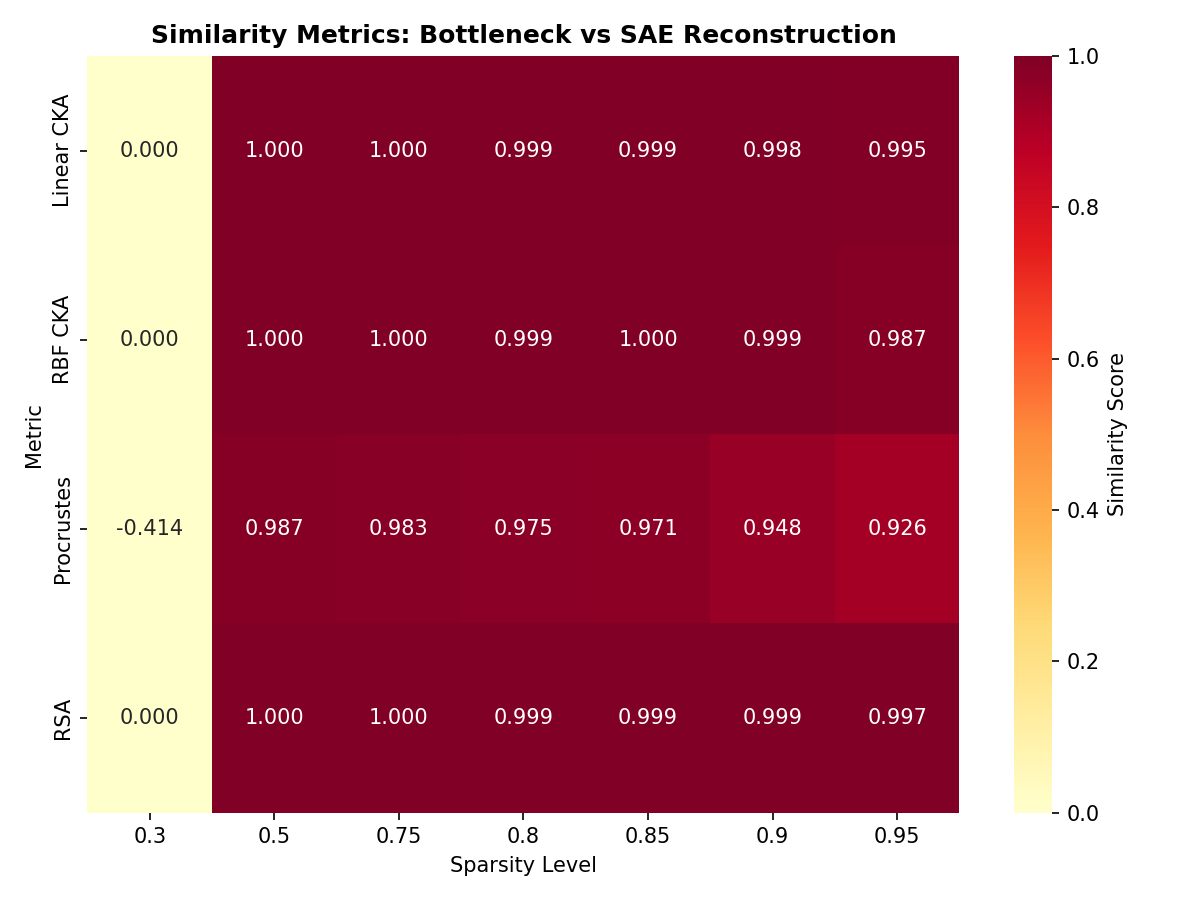 Similarity Metrics: Bottleneck vs SAE Reconstruction
Metric
Linear CKA
0.000 1.000 1.000 0.999 0.999 0.998 0.995
RBF CKA
0.000 1.000 1.000 0.999 1.000 0.999 0.987
Procrustes
-0.414 0.987 0.983 0.975 0.971 0.948 0.926
RSA
0.000 1.000 1.000 0.999 0.999 0.999 0.997
0.3 0.5 0.75 0.8 0.85 0.9 0.95
Sparsity Level
1.0
0.8
0.6
0.4
0.2
0.0
Similarity Score